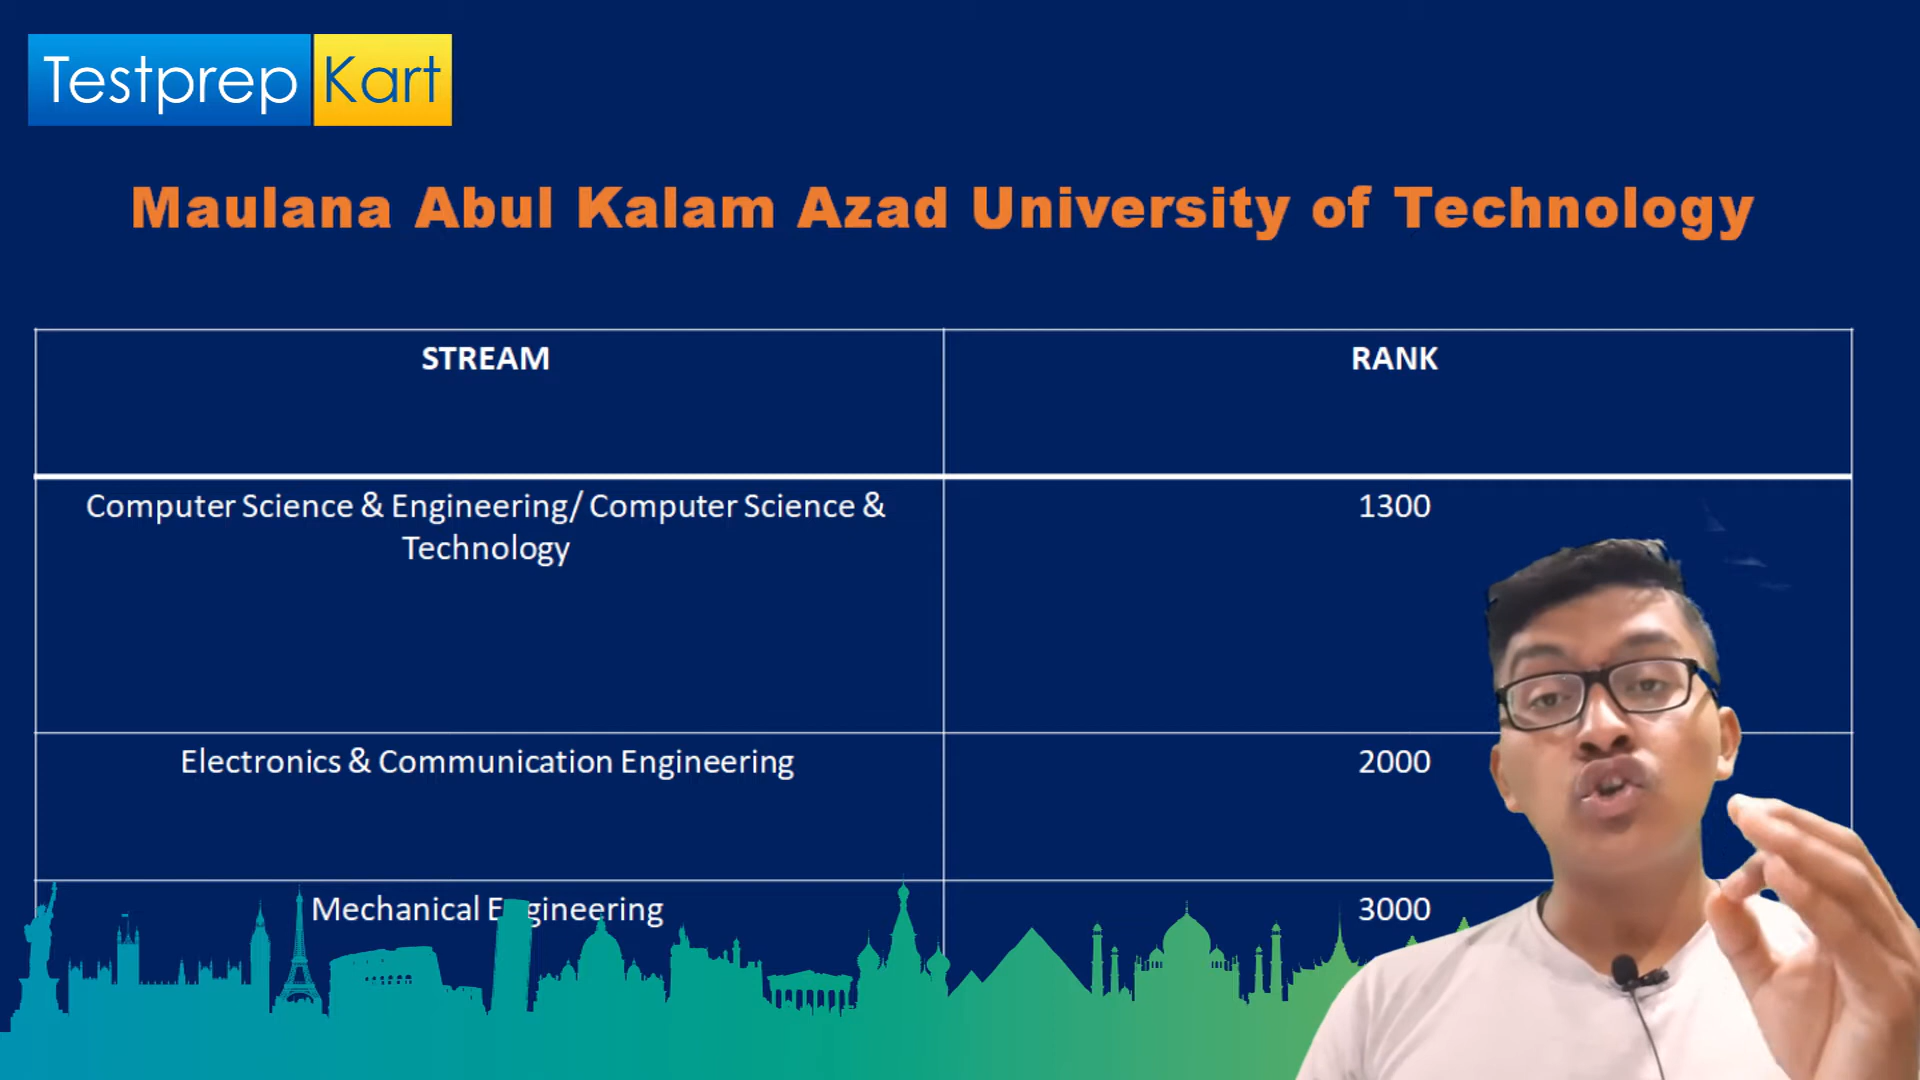 Testprep Kart
Maulana Abul Kalam Azad University of Technology
STREAM RANK
Computer Science & Engineering/ Computer Science & 1300
Technology
Electronics & Communication Engineering 2000
Mechanical Engineering 3000